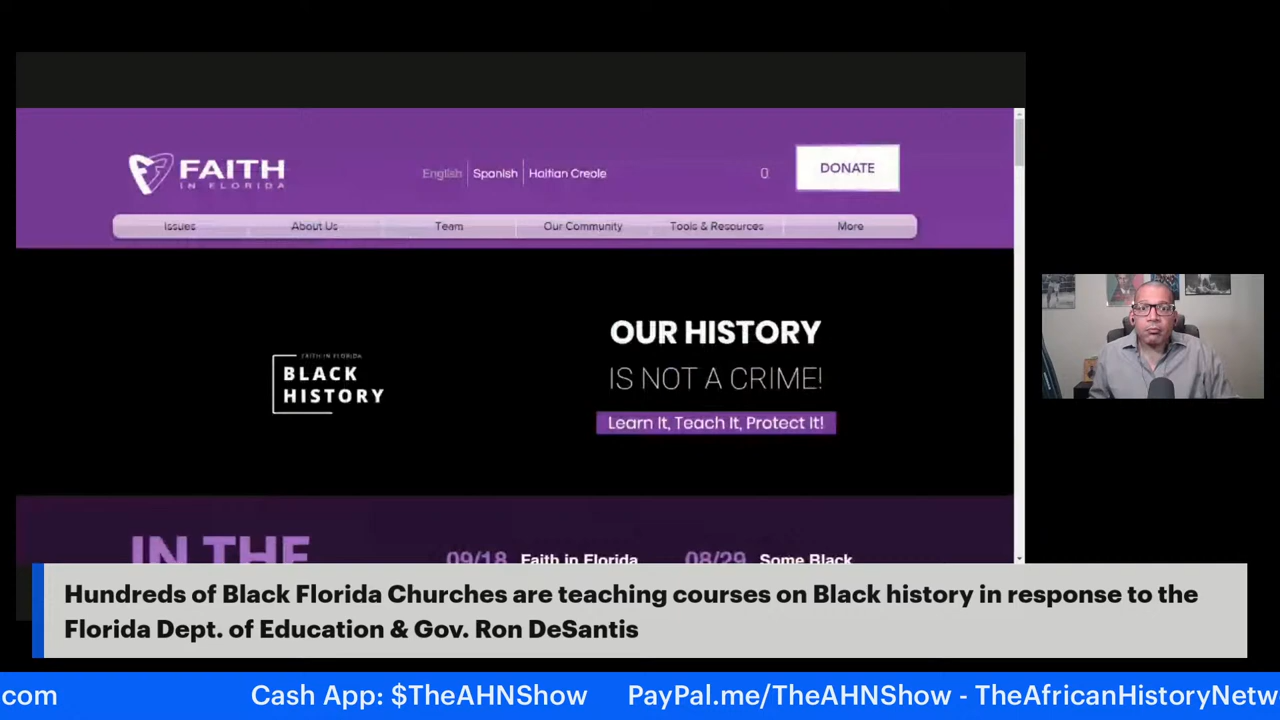 FAITH
IN FLORIDA
English Spanish Haitian Creole
0
DONATE
Issues About Us Team Our Community Tools & Resources More
FAITH IN FLORIDA
BLACK
HISTORY
OUR HISTORY
IS NOT A CRIME!
Learn It, Teach It, Protect It!
IN THE
09/18 Faith in Florida
08/29 Some Black
Hundreds of Black Florida Churches are teaching courses on Black history in response to the
Florida Dept. of Education & Gov. Ron DeSantis
com Cash App: $TheAHNShow PayPal.me/TheAHNShow - TheAfricanHistoryNetw